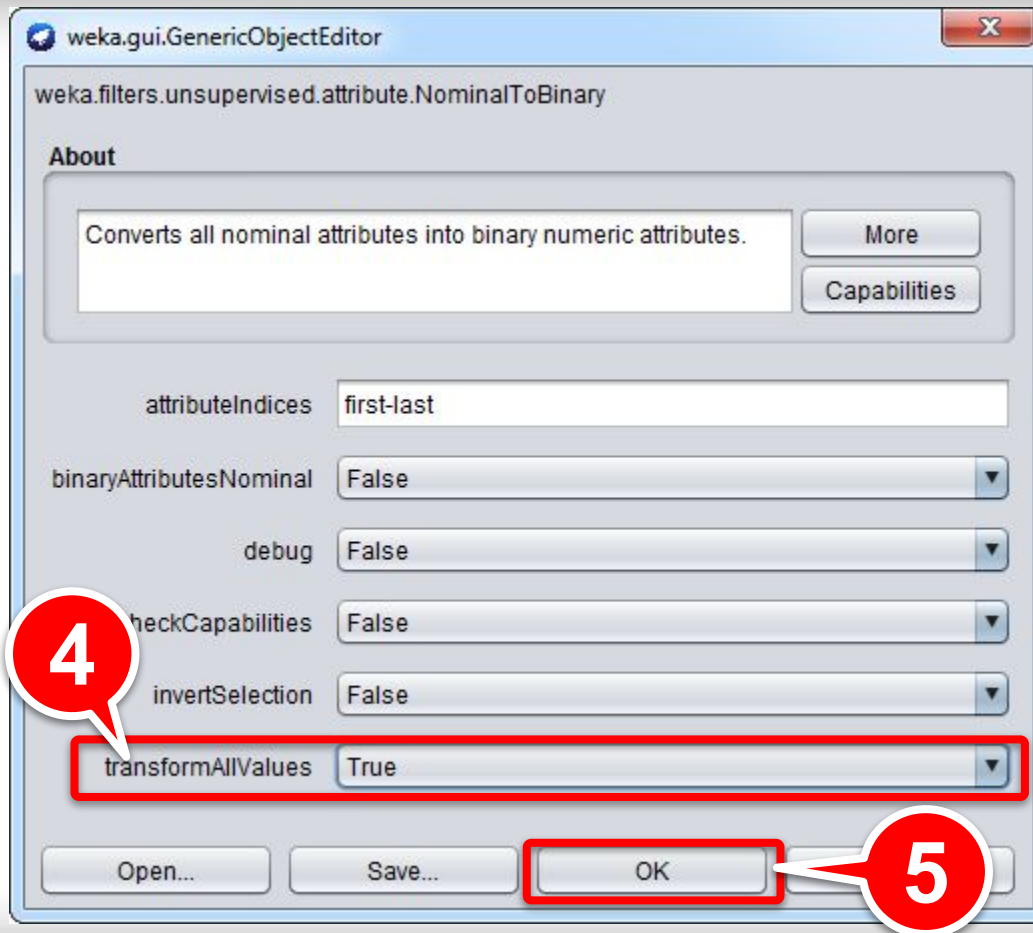 weka.gui.GenericObjectEditor
weka.filters.unsupervised.attribute.NominalToBinary
About
Converts all nominal attributes into binary numeric attributes.
More
Capabilities
attributeIndices first-last
binaryAttributesNominal False
debug False
heckCapabilities False
4
invertSelection False
transformAllValues True
Open... Save... OK
5